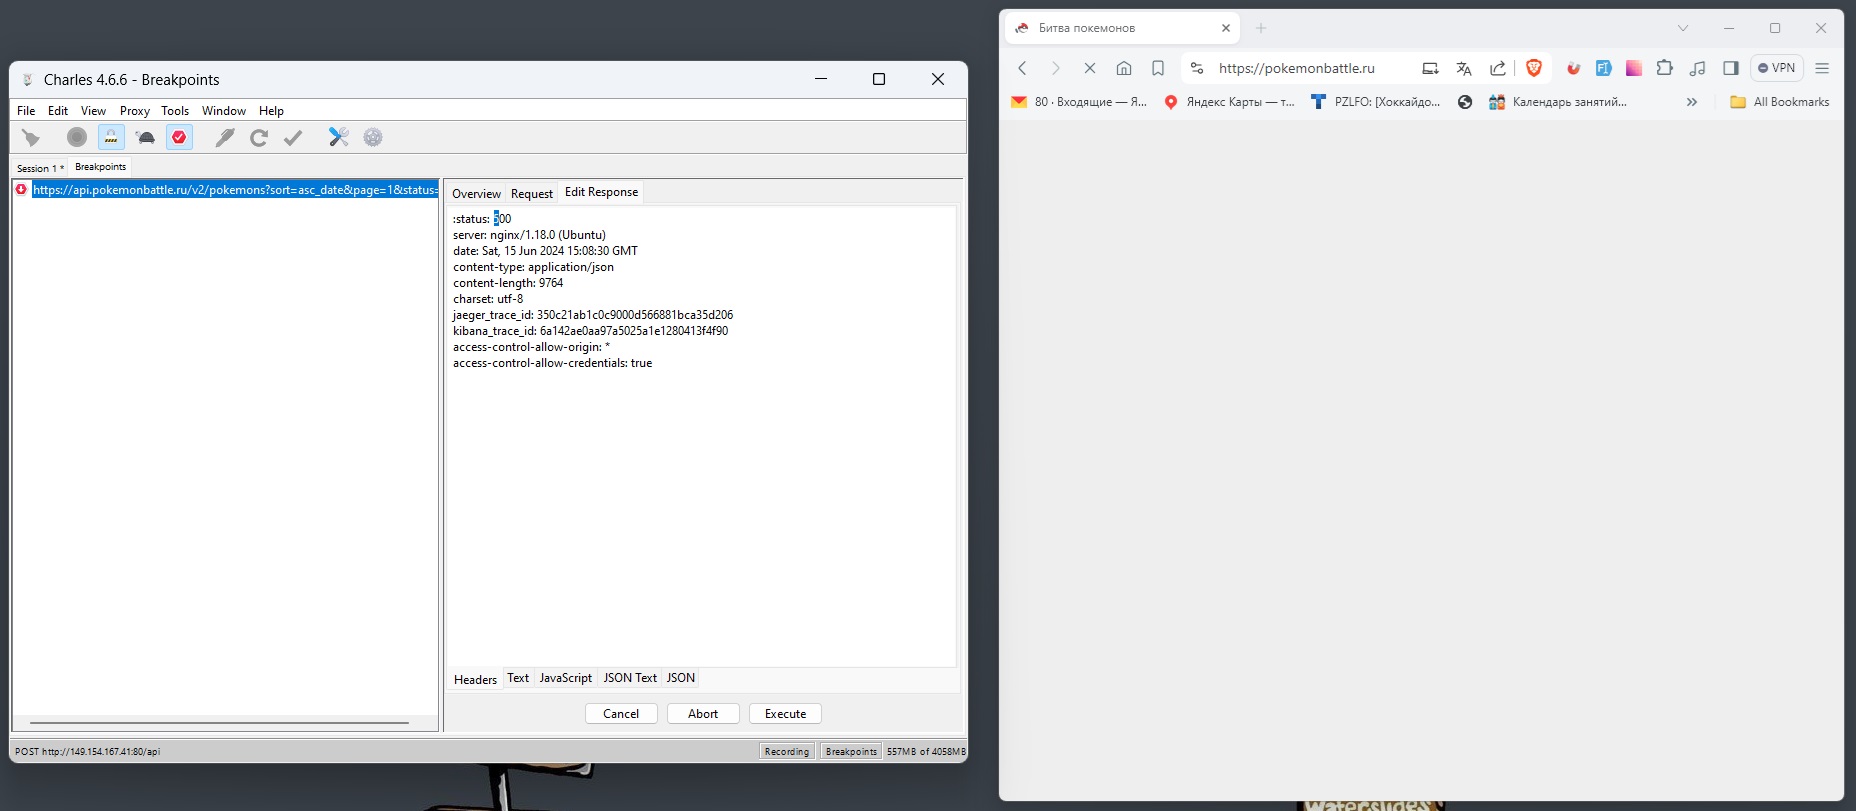 Charles 4.6.6 - Breakpoints
File Edit View Proxy Tools Window Help
Session 1 * Breakpoints
https://api.pokemonbattle.ru/v2/pokemons?sort=asc_date&page=1&status=
Overview Request Edit Response
:status: 500
server: nginx/1.18.0 (Ubuntu)
date: Sat, 15 Jun 2024 15:08:30 GMT
content-type: application/json
content-length: 9764
charset: utf-8
jaeger_trace_id: 350c21ab1c0c9000d566881bca35d206
kibana_trace_id: 6a142ae0aa97a5025a1e1280413f4f90
access-control-allow-origin: *
access-control-allow-credentials: true
Headers Text JavaScript JSON Text JSON
Cancel Abort Execute
POST http://149.154.167.41:80/api
Recording Breakpoints 557MB of 4058MB
Битва покемонов
https://pokemonbattle.ru
VPN
80 · Входящие — Я...
Яндекс Карты — т...
PZLFO: [Хоккайдо...
Календарь занятий...
»
All Bookmarks
Waterslides